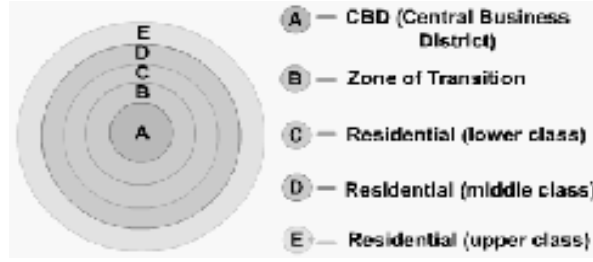 E
D
C
B
A
A — CBD (Central Business
District)
B — Zone of Transition
C — Residential (lower class)
D — Residential (middle class)
E — Residential (upper class)